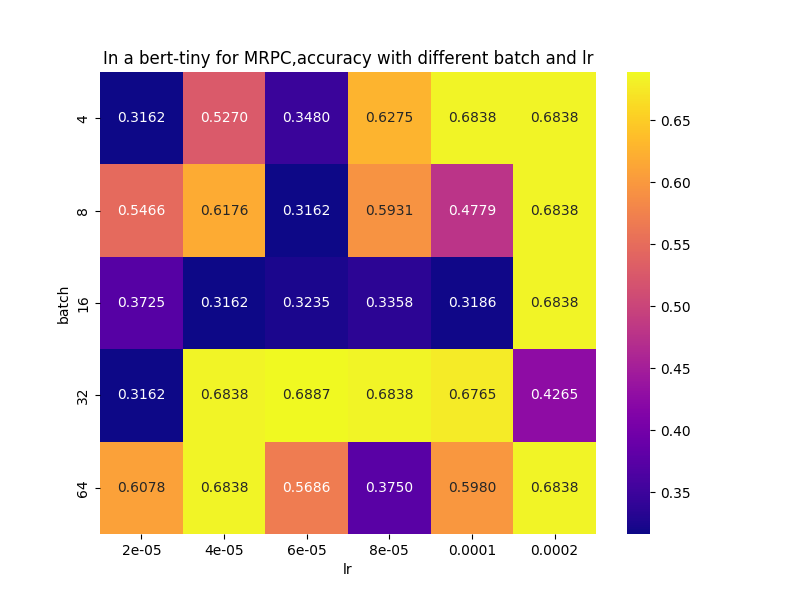 In a bert-tiny for MRPC,accuracy with different batch and lr
4 0.3162 0.5270 0.3480 0.6275 0.6838 0.6838
8 0.5466 0.6176 0.3162 0.5931 0.4779 0.6838
16 0.3725 0.3162 0.3235 0.3358 0.3186 0.6838
32 0.3162 0.6838 0.6887 0.6838 0.6765 0.4265
64 0.6078 0.6838 0.5686 0.3750 0.5980 0.6838
2e-05 4e-05 6e-05 8e-05 0.0001 0.0002
lr
batch
0.65
0.60
0.55
0.50
0.45
0.40
0.35